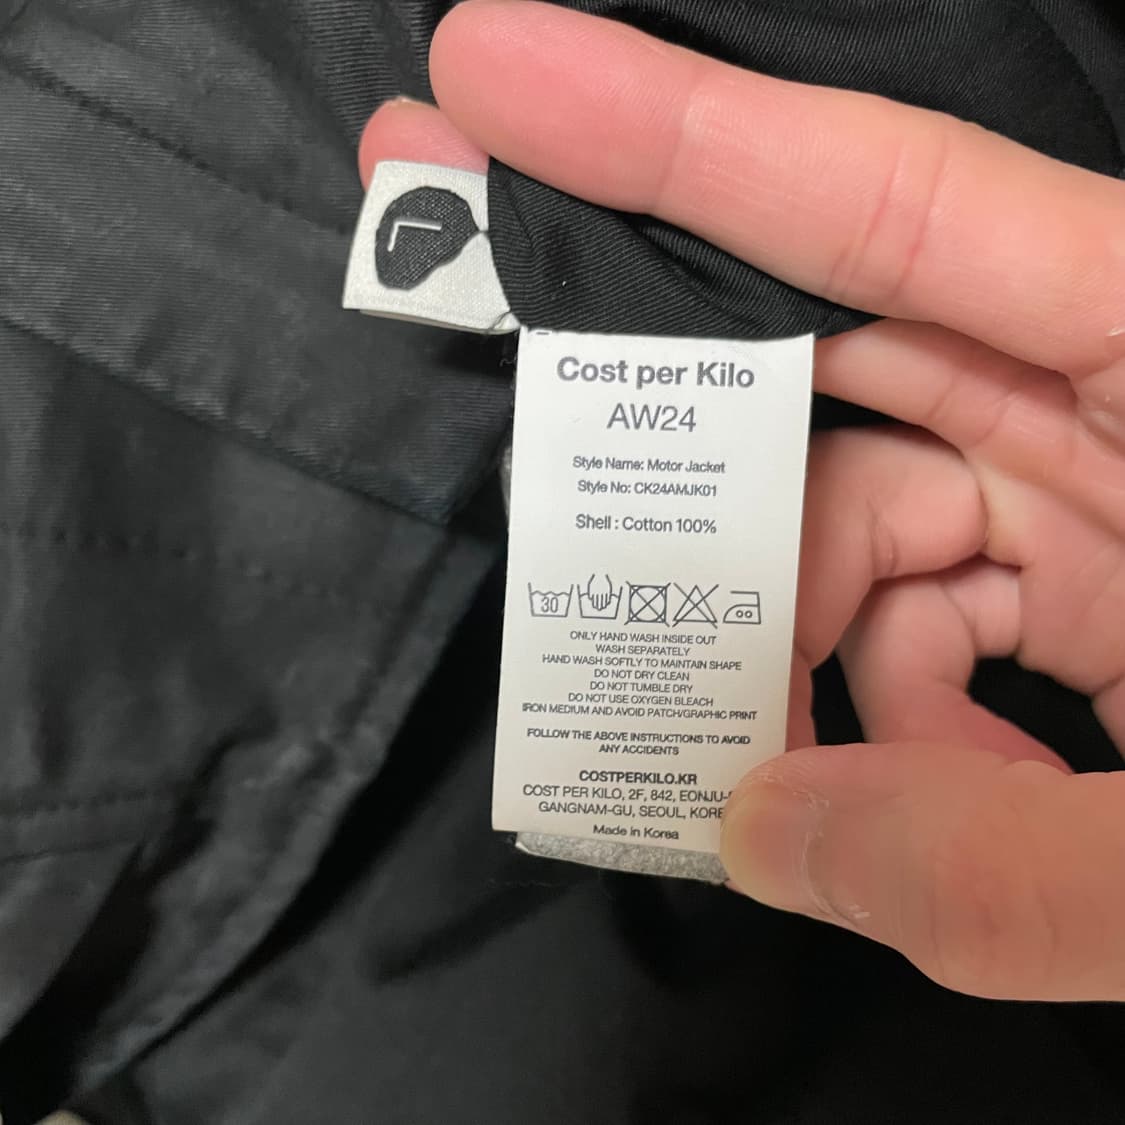 L
Cost per Kilo
AW24
Style Name: Motor Jacket
Style No: CK24AMJK01
Shell : Cotton 100%
30
ONLY HAND WASH INSIDE OUT
WASH SEPARATELY
HAND WASH SOFTLY TO MAINTAIN SHAPE
DO NOT DRY CLEAN
DO NOT TUMBLE DRY
DO NOT USE OXYGEN BLEACH
IRON MEDIUM AND AVOID PATCH/GRAPHIC PRINT
FOLLOW THE ABOVE INSTRUCTIONS TO AVOID
ANY ACCIDENTS
COSTPERKILO.KR
COST PER KILO, 2F, 842, EONJU-
GANGNAM-GU, SEOUL, KORE
Made in Korea